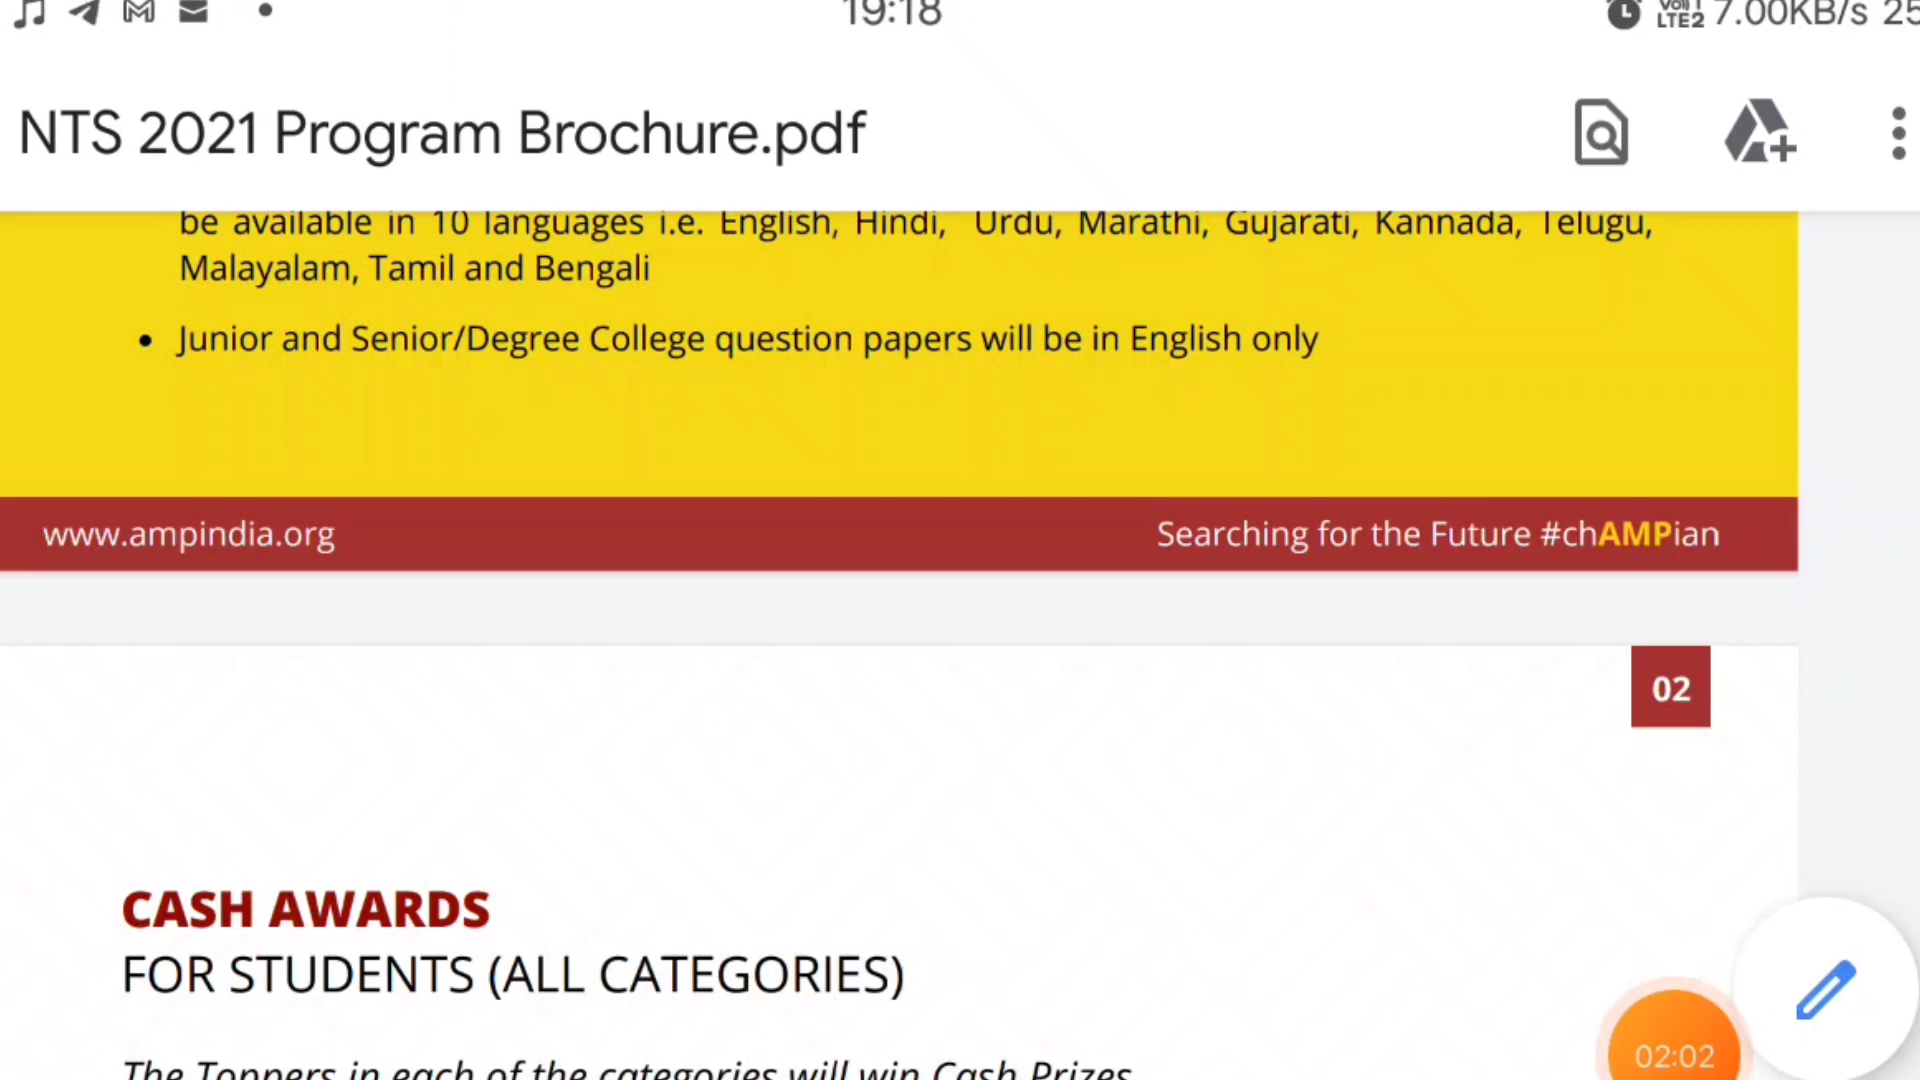 19:18
LTE2 7.00KB/s 25
NTS 2021 Program Brochure.pdf
be available in 10 languages i.e. English, Hindi, Urdu, Marathi, Gujarati, Kannada, Telugu,
Malayalam, Tamil and Bengali
• Junior and Senior/Degree College question papers will be in English only
www.ampindia.org
Searching for the Future #chAMPian
02
CASH AWARDS
FOR STUDENTS (ALL CATEGORIES)
The Toppers in each of the categories will win Cash Prizes
02:02